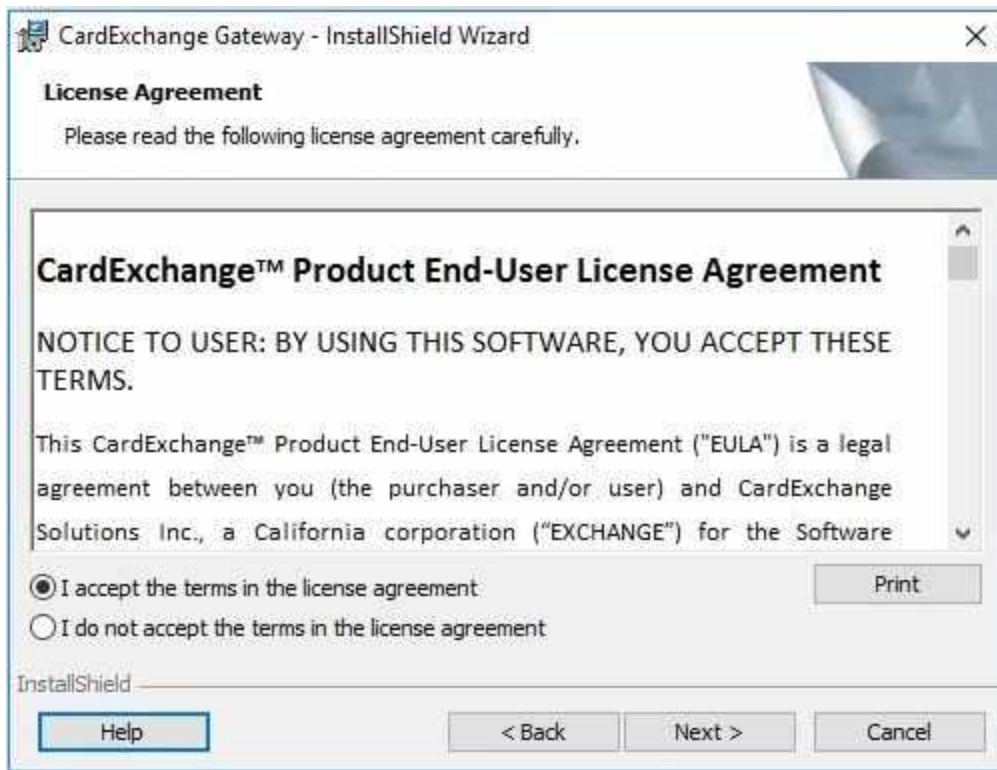 CardExchange Gateway - InstallShield Wizard
License Agreement
Please read the following license agreement carefully.
CardExchange™ Product End-User License Agreement
NOTICE TO USER: BY USING THIS SOFTWARE, YOU ACCEPT THESE
TERMS.
This CardExchange™ Product End-User License Agreement ("EULA") is a legal
agreement between you (the purchaser and/or user) and CardExchange
Solutions Inc., a California corporation (“EXCHANGE”) for the Software
I accept the terms in the license agreement
Print
I do not accept the terms in the license agreement
InstallShield
Help
< Back
Next >
Cancel